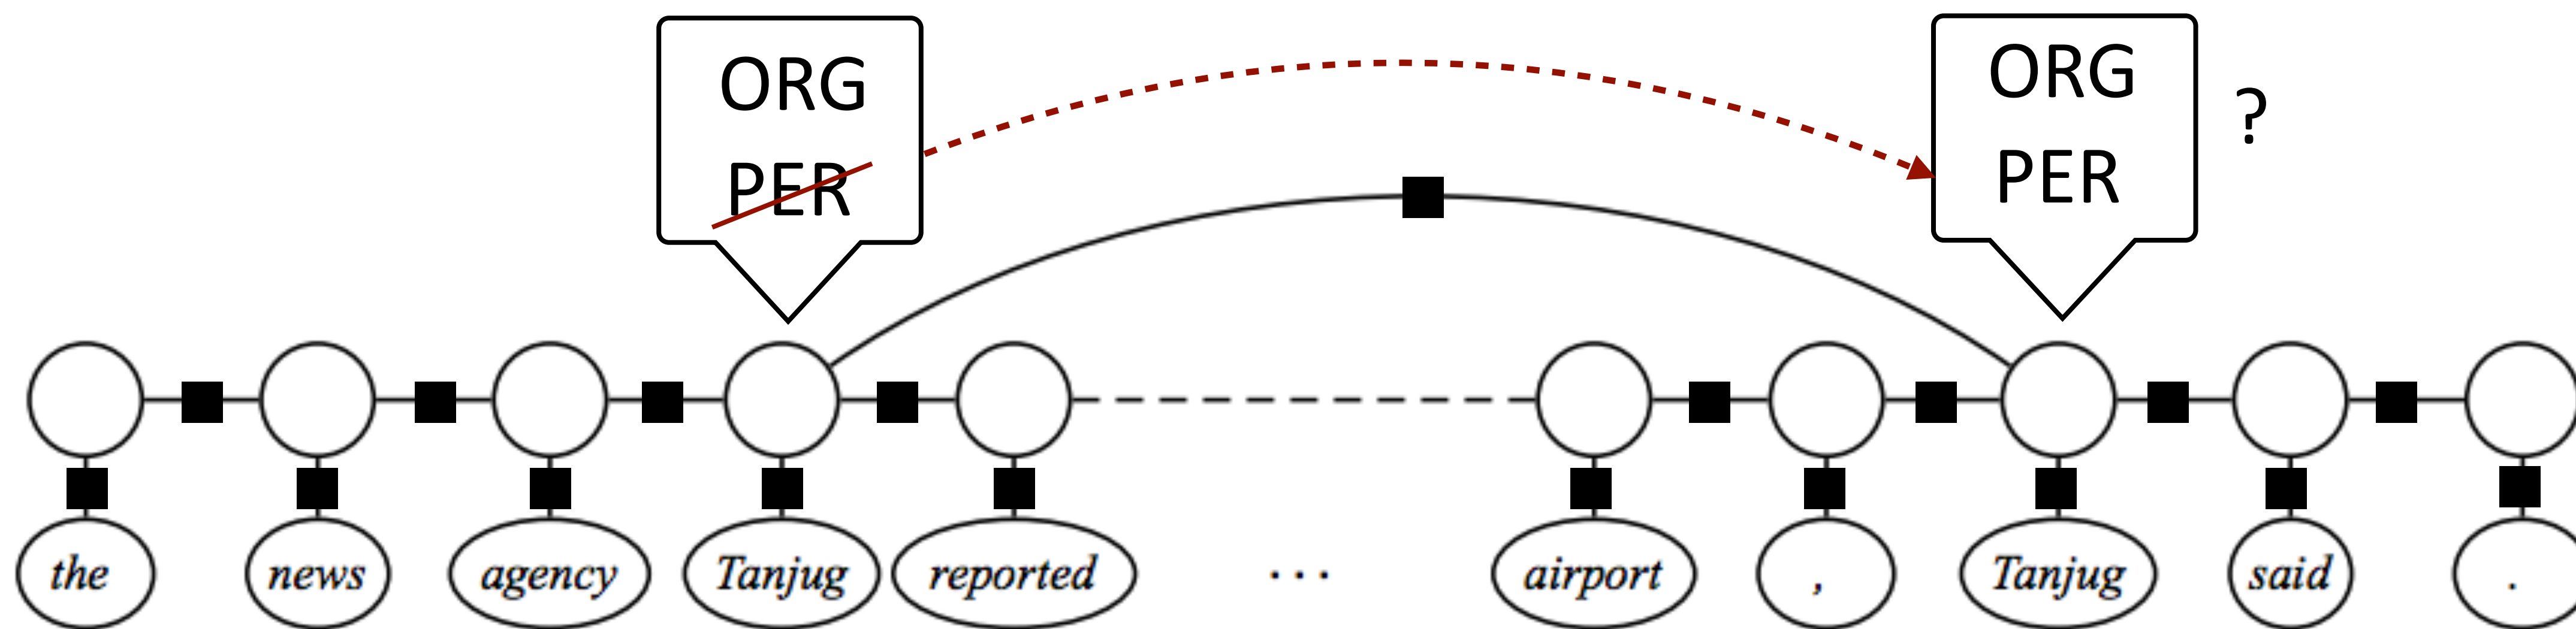 ORG
PER
ORG
PER
?
the news agency Tanjug reported ... airport , Tanjug said .